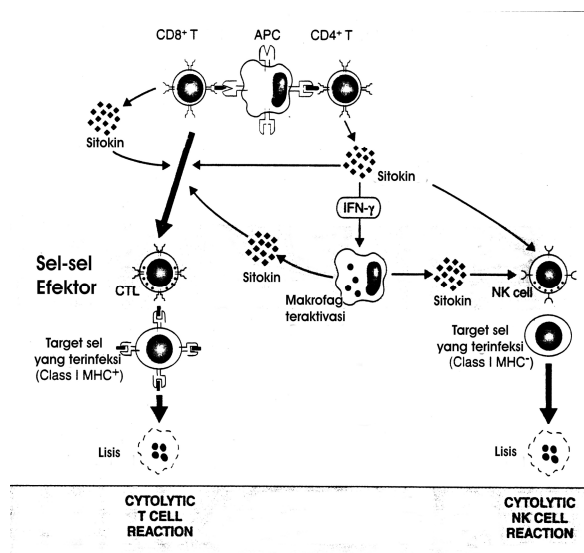 CD8⁺ T
APC
CD4⁺ T
Sitokin
Sitokin
IFN-γ
Sel-sel
Efektor
CTL
Sitokin
Makrofag
teraktivasi
Sitokin
NK cell
Target sel
yang terinfeksi
(Class I MHC⁺)
Target sel
yang terinfeksi
(Class I MHC⁻)
Lisis
Lisis
CYTOLYTIC
T CELL
REACTION
CYTOLYTIC
NK CELL
REACTION